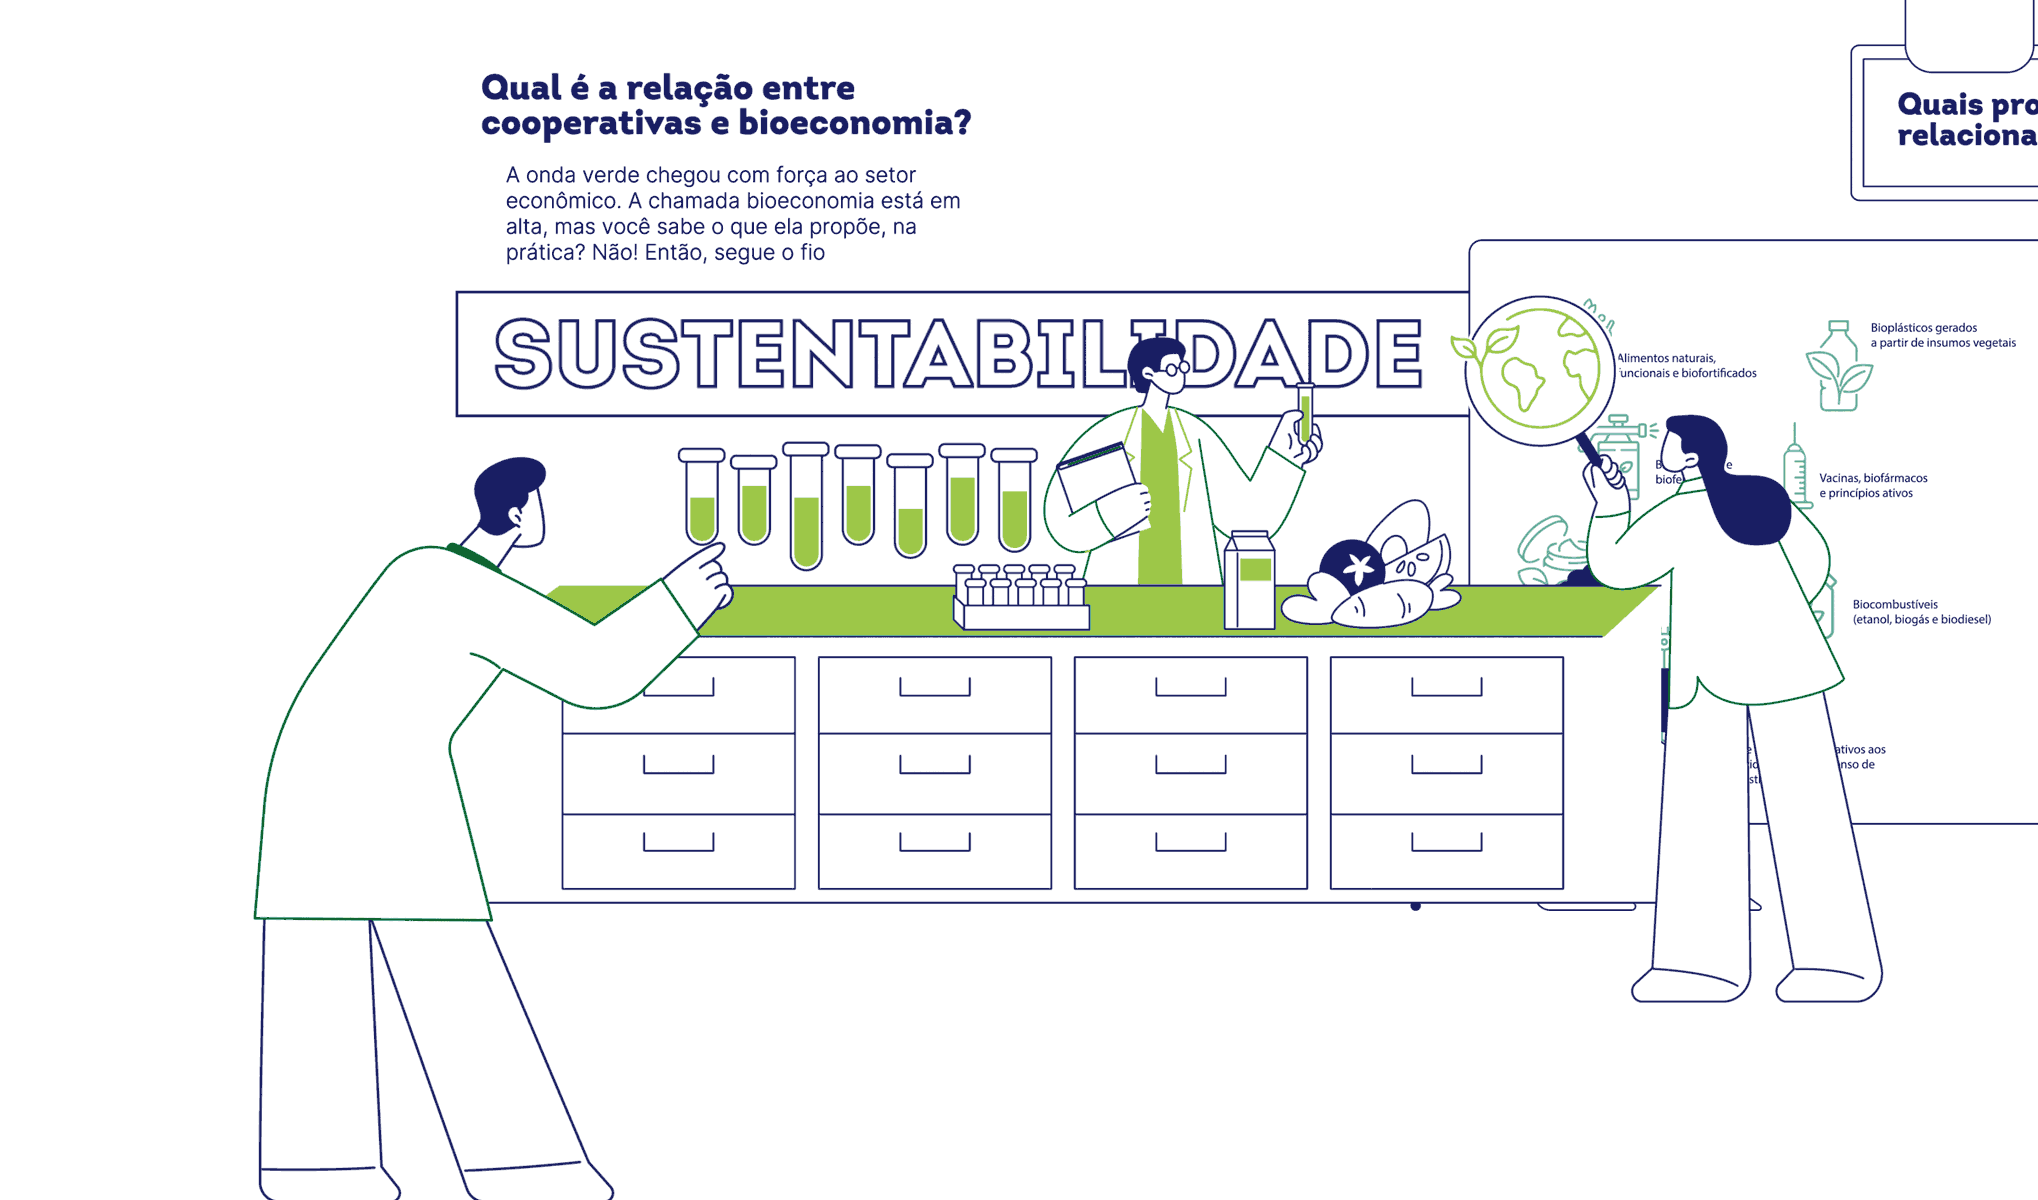 Qual é a relação entre
cooperativas e bioeconomia?
A onda verde chegou com força ao setor
econômico. A chamada bioeconomia está em
alta, mas você sabe o que ela propõe, na
prática? Não! Então, segue o fio
SUSTENTABILIDADE
Quais pro
relaciona
Alimentos naturais,
funcionais e biofortificados
Bioplásticos gerados
a partir de insumos vegetais
B e
biofe
Vacinas, biofármacos
e princípios ativos
Biocombustíveis
(etanol, biogás e biodiesel)
ativos aos
nso de